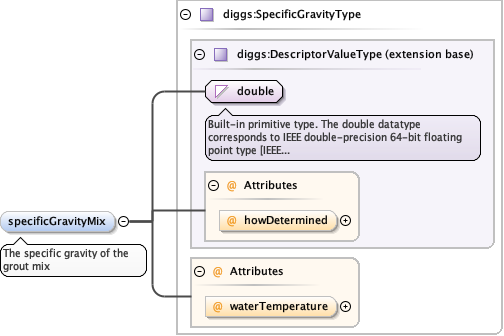 diggs:SpecificGravityType
diggs:DescriptorValueType (extension base)
double
Built-in primitive type. The double datatype
corresponds to IEEE double-precision 64-bit floating
point type [IEEE...
@ Attributes
@ howDetermined
specificGravityMix
The specific gravity of the
grout mix
@ Attributes
@ waterTemperature